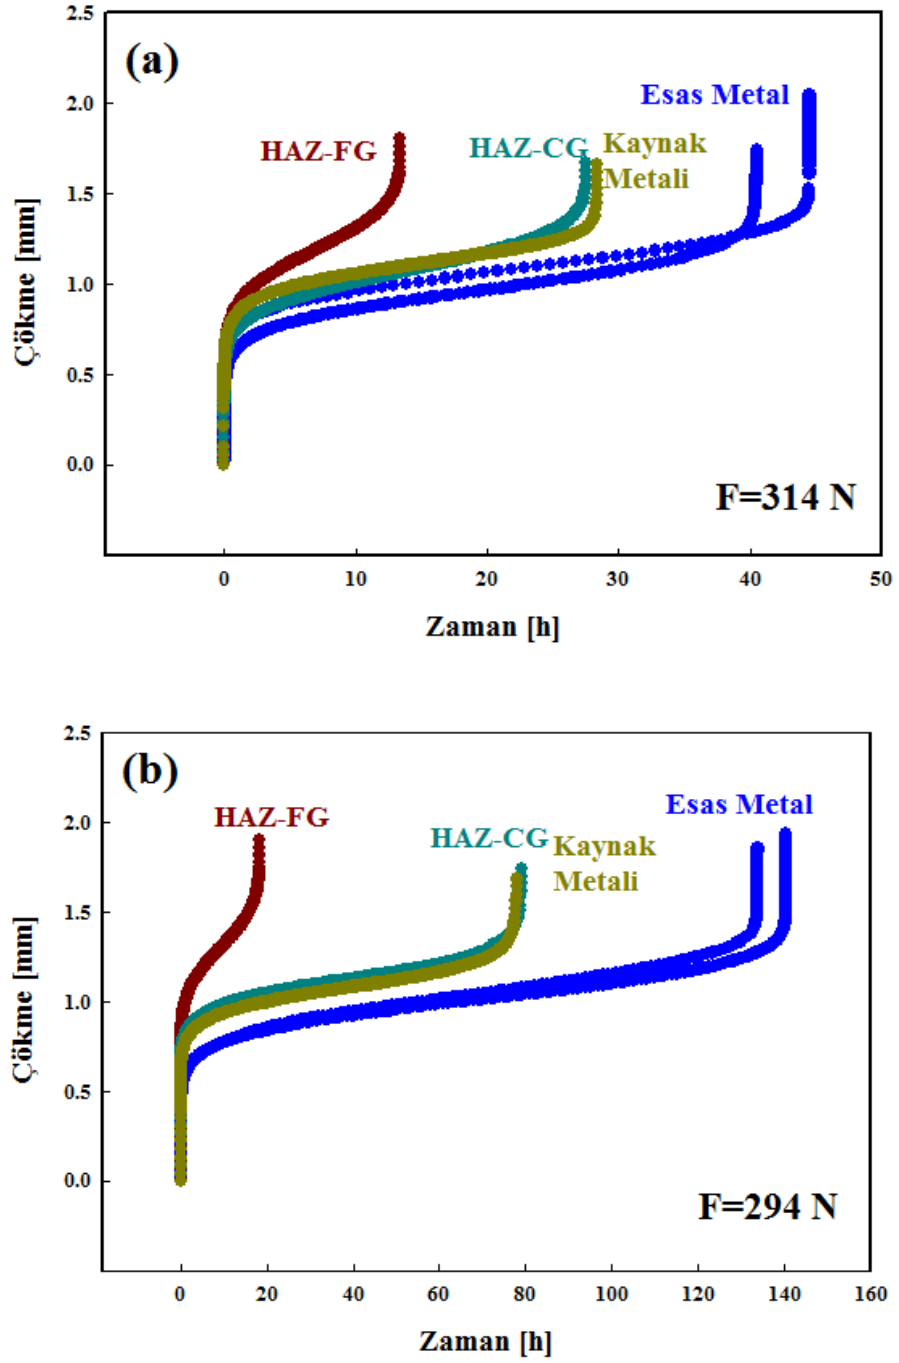 2.5
(a)
Esas Metal
2.0
HAZ-FG
HAZ-CG
Kaynak
Metali
1.5
Çökme [mm]
1.0
0.5
0.0
F=314 N
0 10 20 30 40 50
Zaman [h]
2.5
(b)
Esas Metal
2.0
HAZ-FG
HAZ-CG
Kaynak
Metali
1.5
Çökme [mm]
1.0
0.5
0.0
F=294 N
0 20 40 60 80 100 120 140 160
Zaman [h]